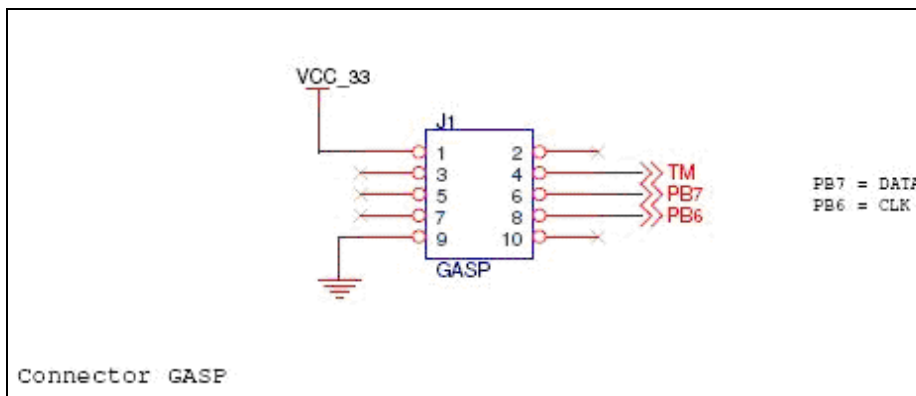 VCC_33
J1
1 2
3 4 TM
5 6 PB7
7 8 PB6
9 10
GASP
PB7 = DATA
PB6 = CLK
Connector GASP